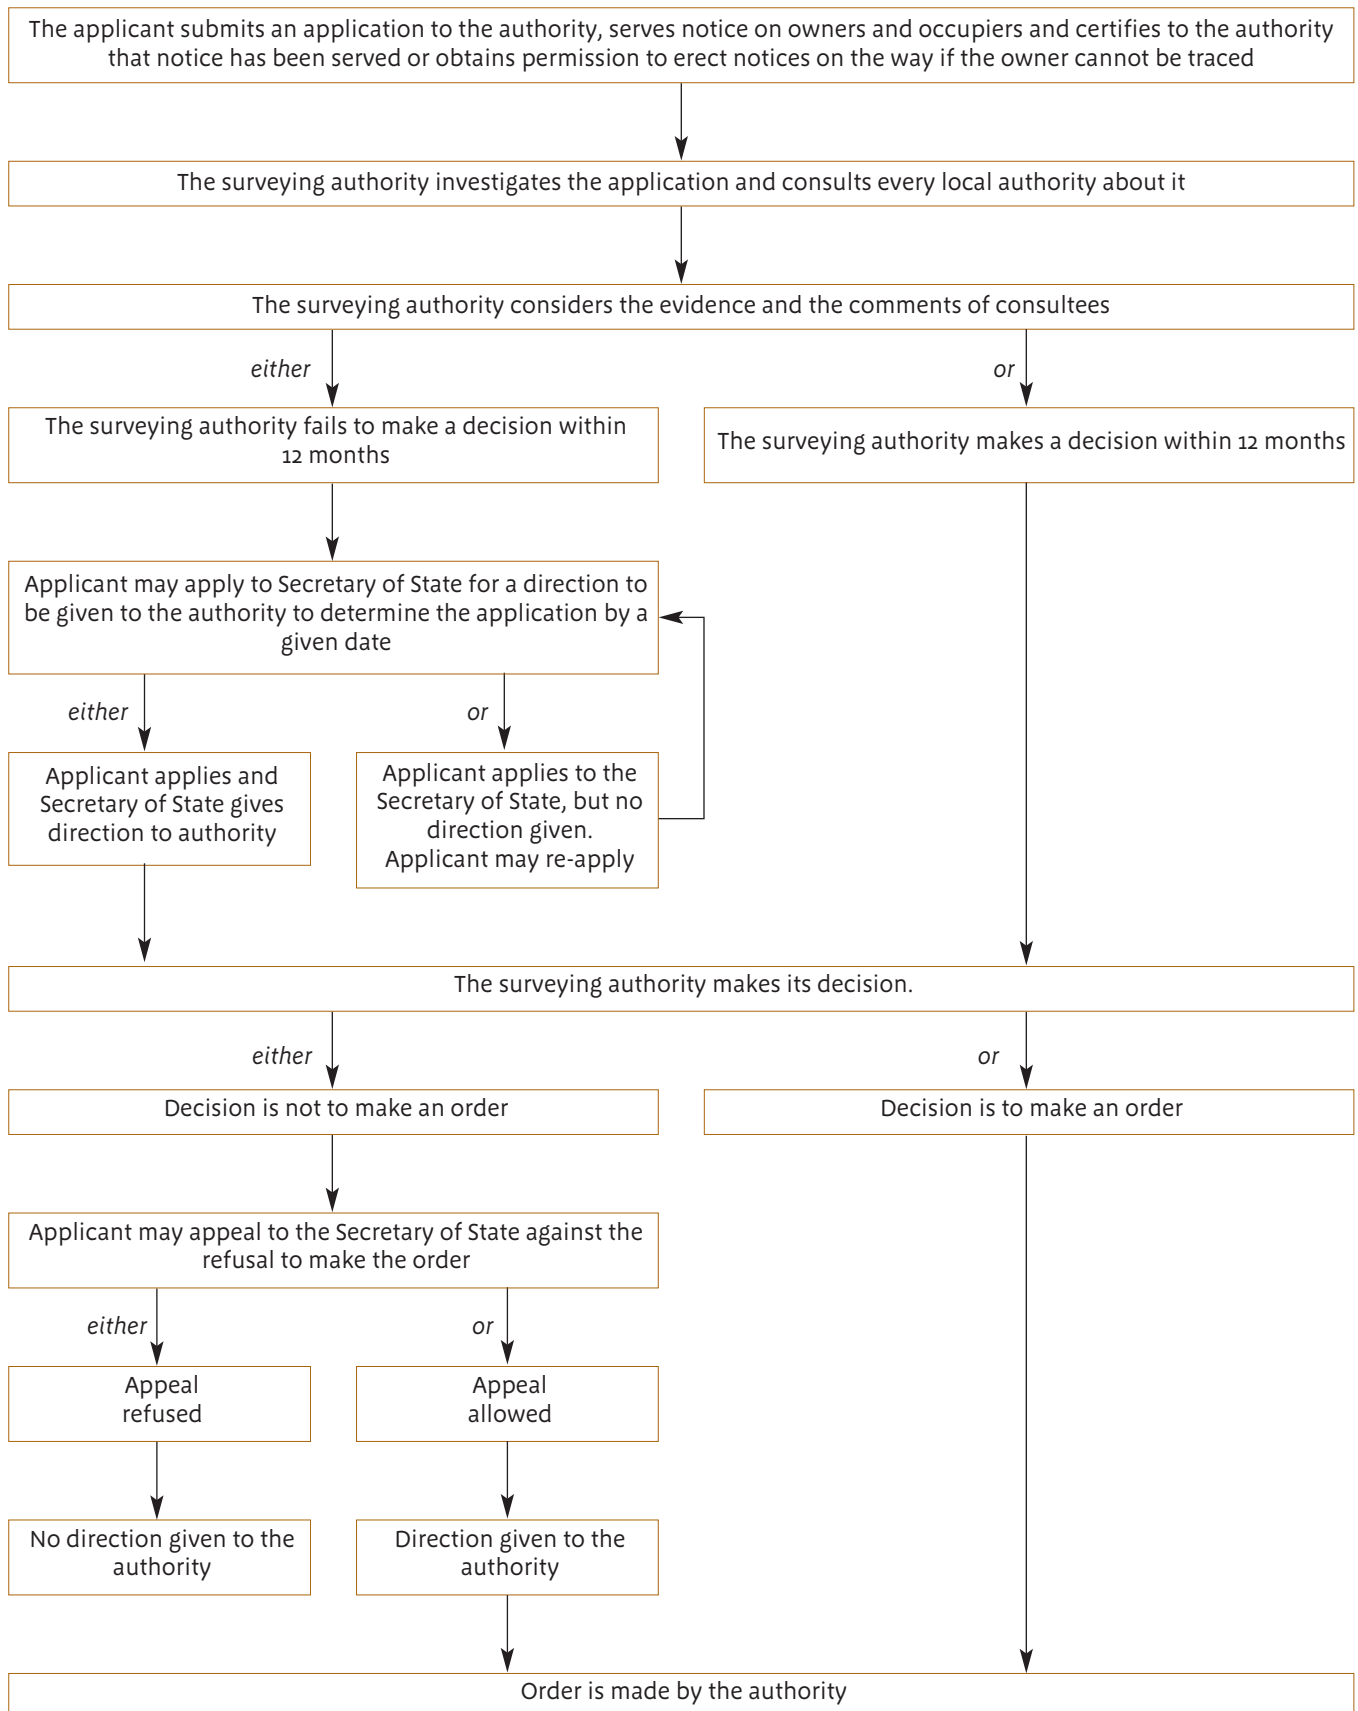 The applicant submits an application to the authority, serves notice on owners and occupiers and certifies to the authority
that notice has been served or obtains permission to erect notices on the way if the owner cannot be traced
The surveying authority investigates the application and consults every local authority about it
The surveying authority considers the evidence and the comments of consultees
either
or
The surveying authority fails to make a decision within
12 months
The surveying authority makes a decision within 12 months
Applicant may apply to Secretary of State for a direction to
be given to the authority to determine the application by a
given date
either
or
Applicant applies and
Secretary of State gives
direction to authority
Applicant applies to the
Secretary of State, but no
direction given.
Applicant may re-apply
The surveying authority makes its decision.
either
or
Decision is not to make an order
Decision is to make an order
Applicant may appeal to the Secretary of State against the
refusal to make the order
either
or
Appeal
refused
Appeal
allowed
No direction given to the
authority
Direction given to the
authority
Order is made by the authority